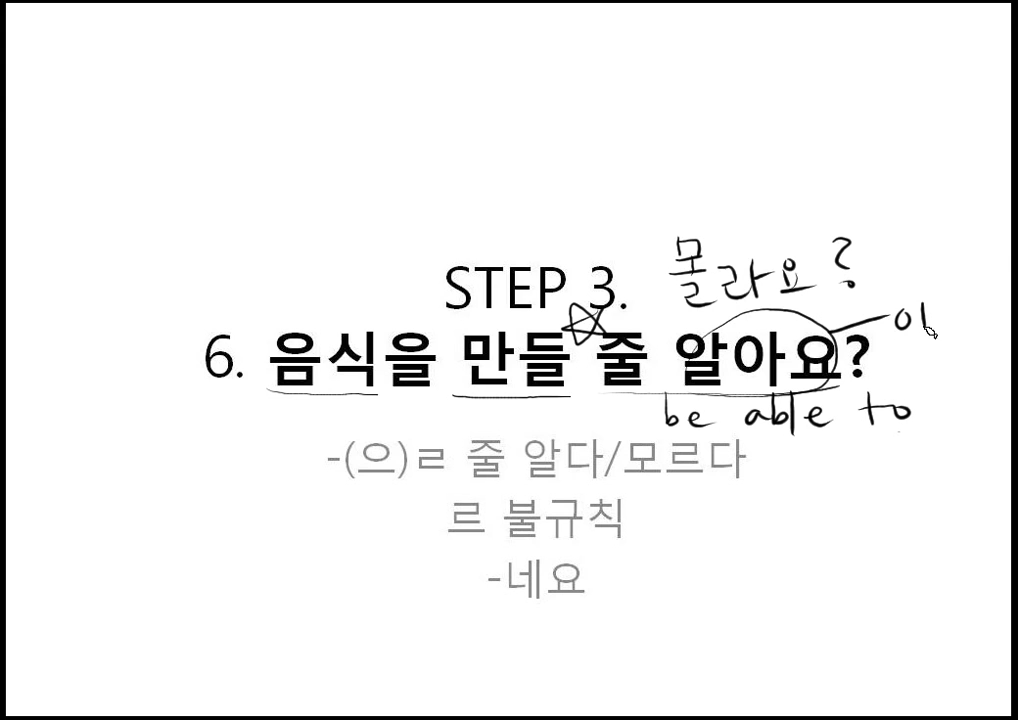 STEP 3.
몰라요?
6. 음식을 만들 줄 알아요?
be able to
-(으)ㄹ 줄 알다/모르다
르 불규칙
-네요